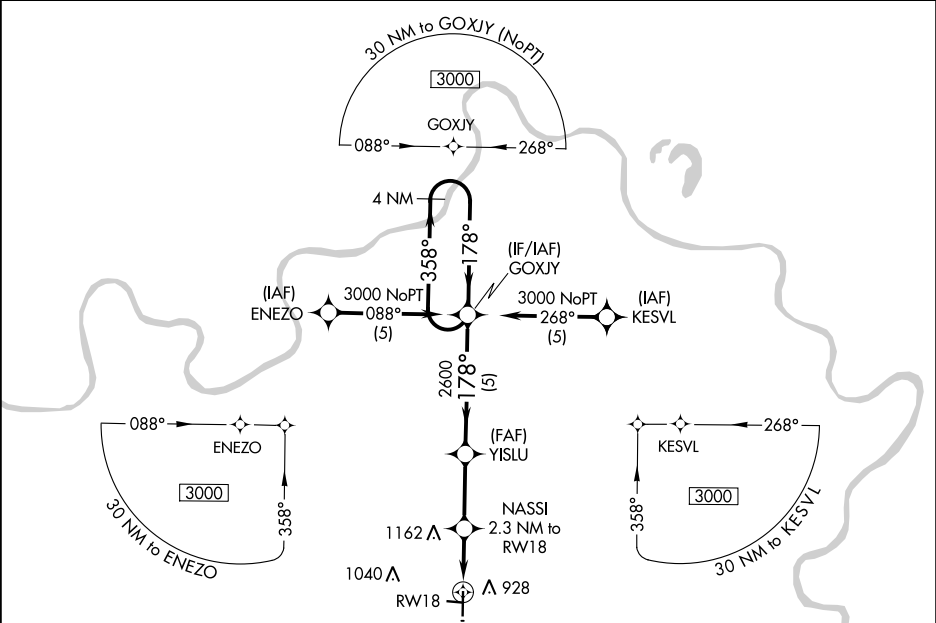 30 NM to GOXJY (NoPT)
3000
GOXJY
088°
268°
4 NM
358°
178°
(IF/IAF)
GOXJY
(IAF)
ENEZO
3000 NoPT
088°
(5)
3000 NoPT
268°
(5)
(IAF)
KESVL
2600
178°
(5)
088°
ENEZO
3000
358°
30 NM to ENEZO
(FAF)
YISLU
KESVL
268°
3000
358°
30 NM to KESVL
NASSI
2.3 NM to
RW18
1162
1040
928
RW18